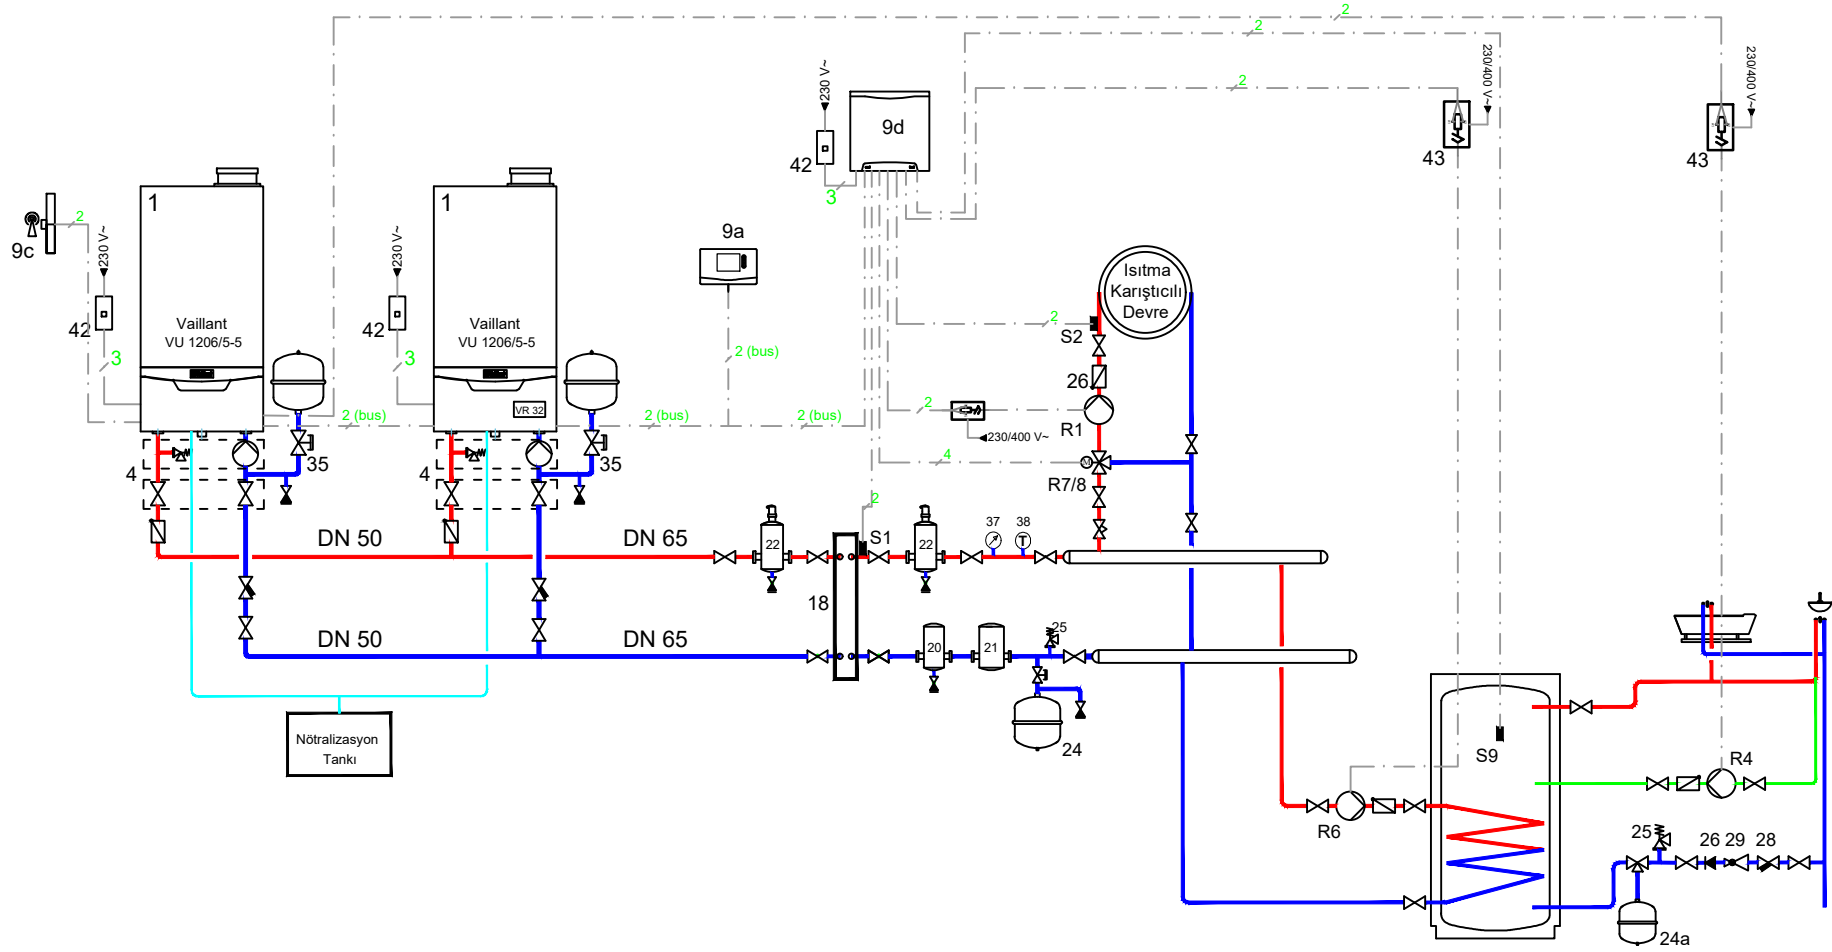 2
2
2
230 V~
230/400 V~
230/400 V~
9d
42
43
43
3
1
1
2
9c
230 V~
230 V~
9a
Isıtma
Karıştıcılı
Devre
42
42
Vaillant
VU 1206/5-5
Vaillant
VU 1206/5-5
2
S2
3
3
2 (bus)
26
VR 32
2 (bus)
2 (bus)
2 (bus)
2
R1
230/400 V~
4
35
4
35
4
M
R7/8
2
DN 50
DN 65
22
S1
22
37
38
T
18
DN 50
DN 65
20
21
25
Nötralizasyon
Tankı
24
S9
R4
R6
25
26
29
28
24a